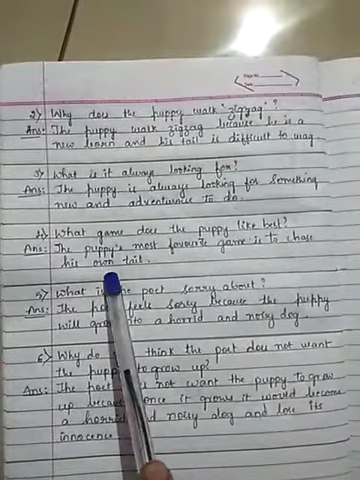 Page No.
2) Why does the puppy walk "zigzag"?
Ans: The puppy walk zigzag because he is a
new born and his tail is difficult to wag
3) What is it always looking for?
Ans: The puppy is always looking for something
new and adventurous to do.
4) What game does the puppy like best?
Ans: The puppy's most favourite game is to chase
his own tail.
5) What is poet sorry about?
Ans: The feels sorry because the puppy
will to a horrid and noisy dog.
6) Why do think the poet does not want
the to grow up?
Ans: The poet not want the puppy to grow
up once it grows it would become
a horrid noisy dog and lose its
innocence